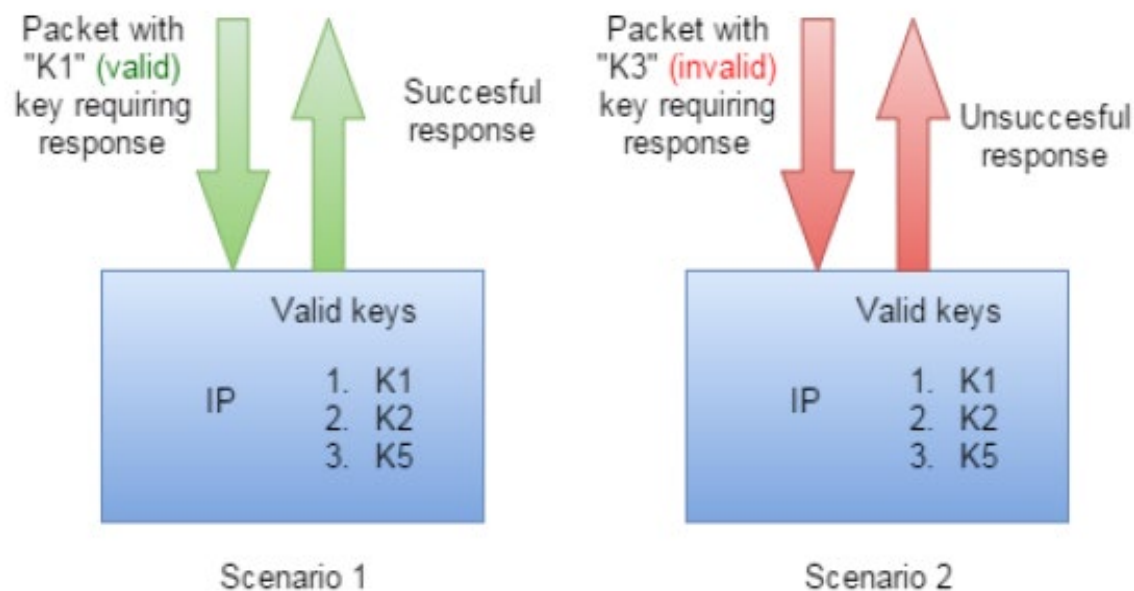 Packet with
"K1" (valid)
key requiring
response
Succesful
response
Valid keys
IP
1. K1
2. K2
3. K5
Scenario 1
Packet with
"K3" (invalid)
key requiring
response
Unsuccesful
response
Valid keys
IP
1. K1
2. K2
3. K5
Scenario 2